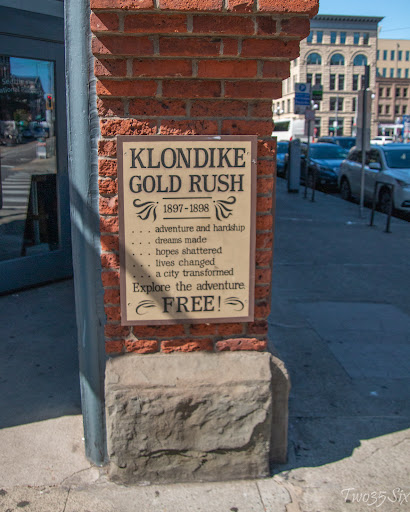 KLONDIKE
GOLD RUSH
1897-1898
. . . adventure and hardship
. . . dreams made
. . . hopes shattered
. . . lives changed
. . . a city transformed
Explore the adventure
FREE!
Two35Six